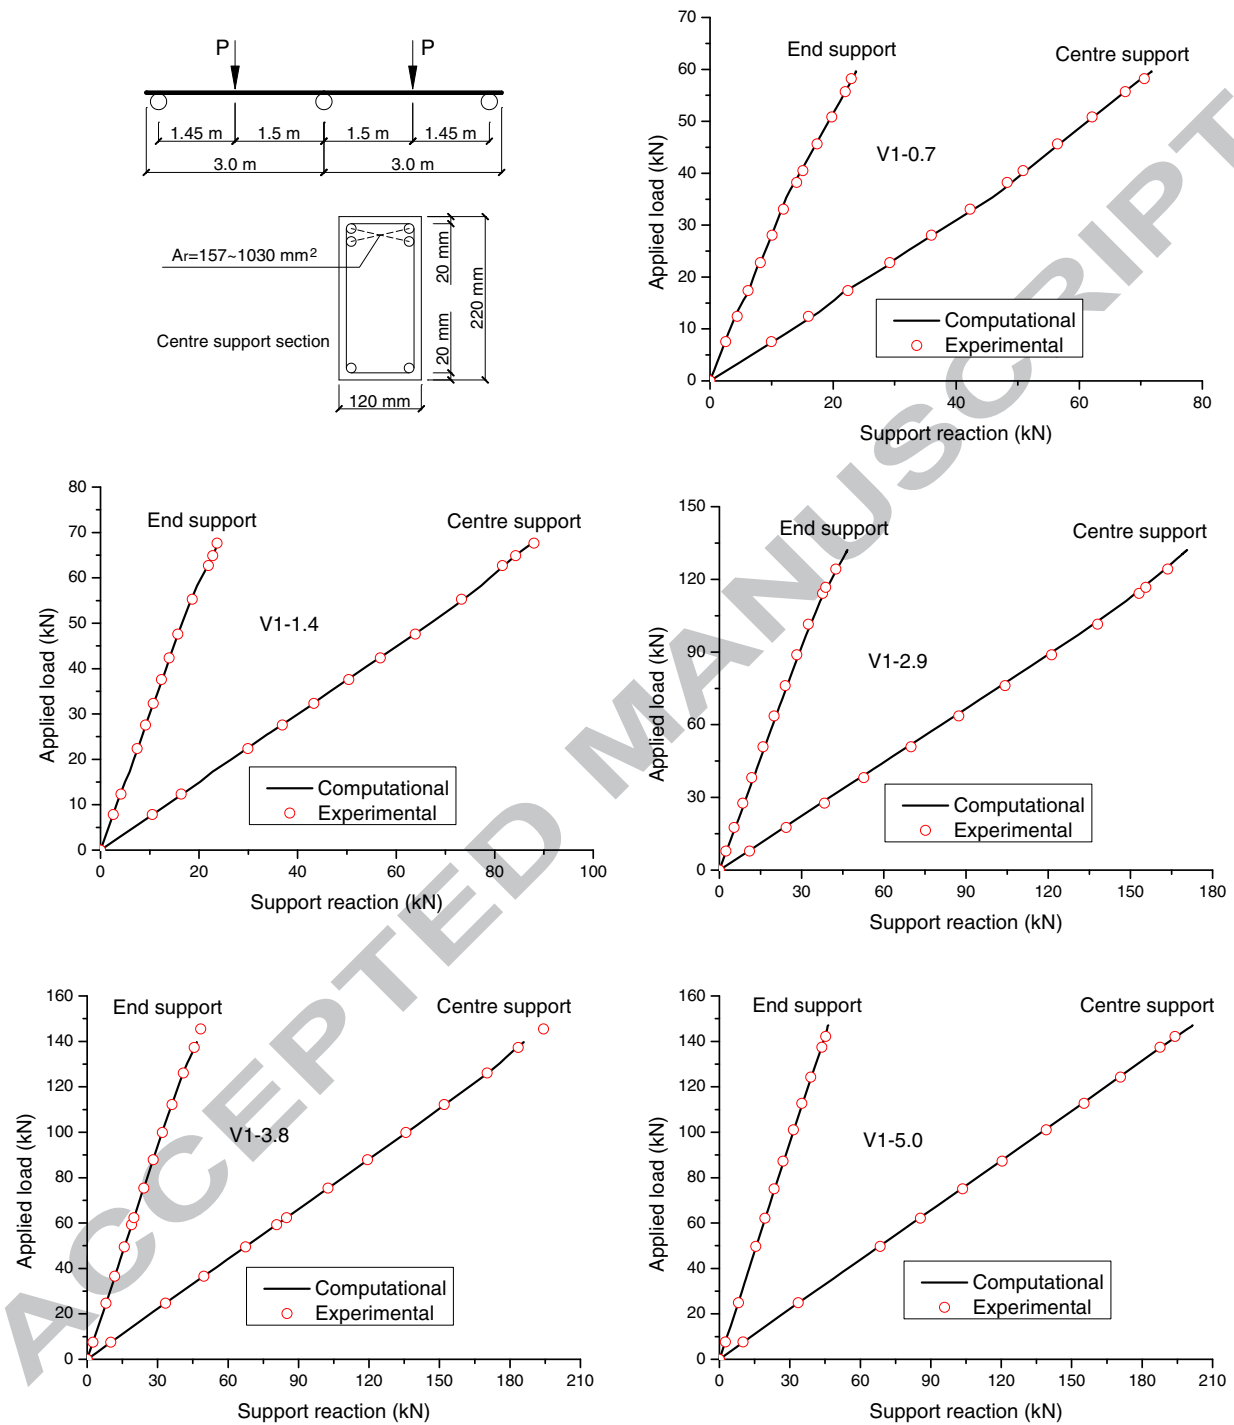 P
P
1.45 m
1.5 m
1.5 m
1.45 m
3.0 m
3.0 m
Ar=157~1030 mm2
Centre support section
20 mm
20 mm
220 mm
120 mm
End support
Centre support
V1-0.7
Computational
Experimental
Applied load (kN)
70
60
50
40
30
20
10
0
0 20 40 60 80
Support reaction (kN)
End support
Centre support
V1-1.4
Computational
Experimental
Applied load (kN)
80
70
60
50
40
30
20
10
0
0 20 40 60 80 100
Support reaction (kN)
End support
Centre support
V1-2.9
Computational
Experimental
Applied load (kN)
150
120
90
60
30
0
0 30 60 90 120 150 180
Support reaction (kN)
End support
Centre support
V1-3.8
Computational
Experimental
Applied load (kN)
160
140
120
100
80
60
40
20
0
0 30 60 90 120 150 180 210
Support reaction (kN)
End support
Centre support
V1-5.0
Computational
Experimental
Applied load (kN)
160
140
120
100
80
60
40
20
0
0 30 60 90 120 150 180 210
Support reaction (kN)
ACCEPTED MANUSCRIPT